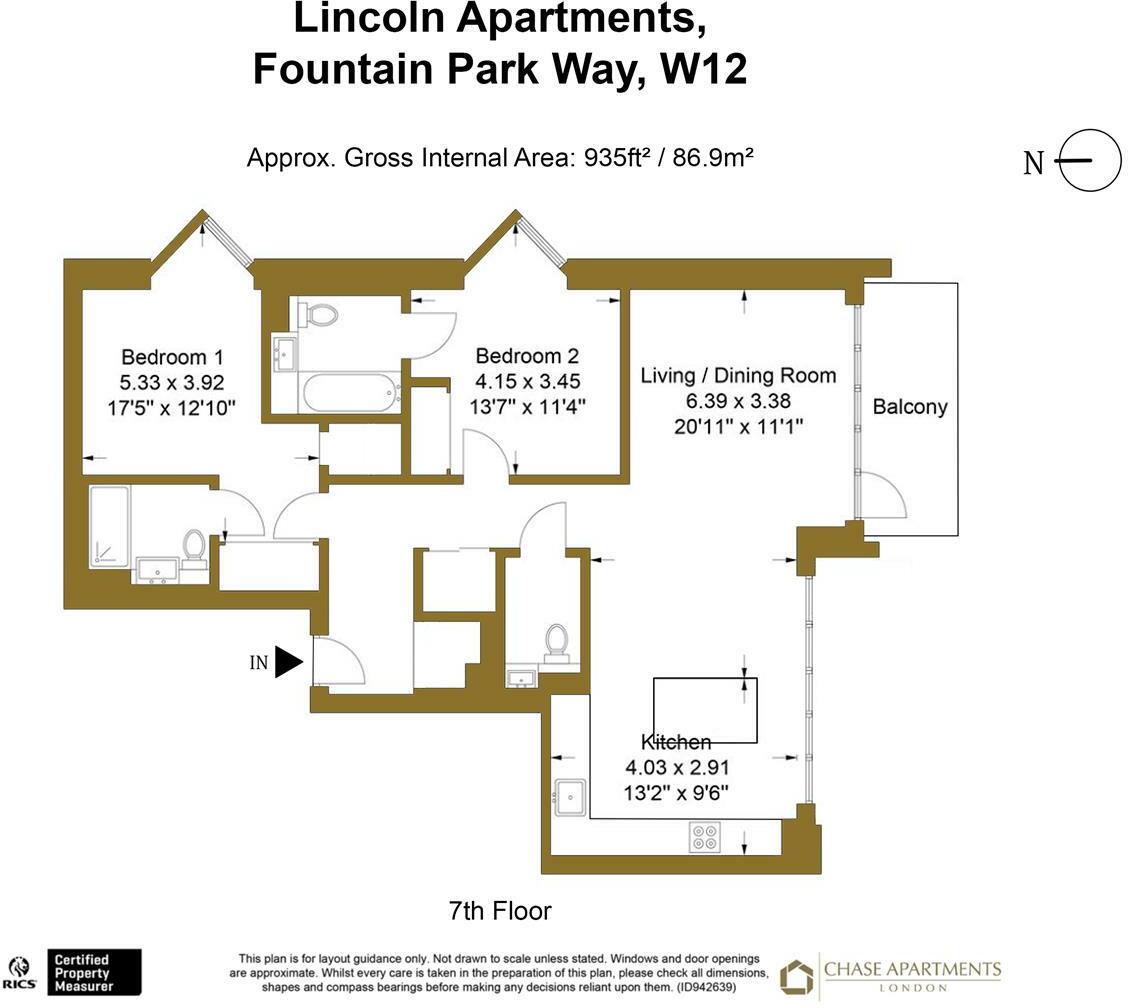 Lincoln Apartments,
Fountain Park Way, W12
Approx. Gross Internal Area: 935ft² / 86.9m²
N
Bedroom 1
5.33 x 3.92
17'5" x 12'10"
Bedroom 2
4.15 x 3.45
13'7" x 11'4"
Living / Dining Room
6.39 x 3.38
20'11" x 11'1"
Balcony
IN
Kitchen
4.03 x 2.91
13'2" x 9'6"
7th Floor
RICS
Certified
Property
Measurer
This plan is for layout guidance only. Not drawn to scale unless stated. Windows and door openings
are approximate. Whilst every care is taken in the preparation of this plan, please check all dimensions,
shapes and compass bearings before making any decisions reliant upon them. (ID942639)
CHASE APARTMENTS
LONDON